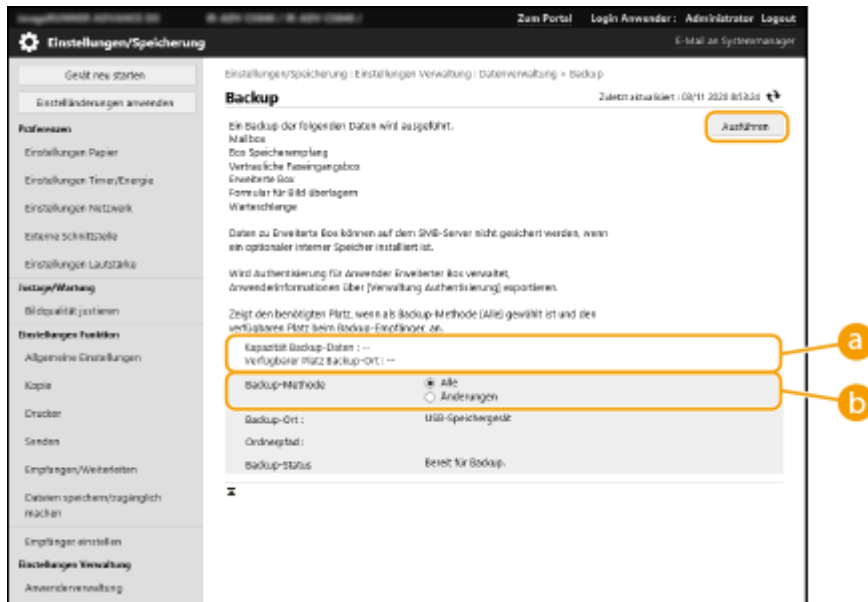 Zum Portal Login Anwender: Administrator Logout
Einstellungen/Speicherung
E-Mail an Systemmanager
Gerät neu starten
Einstelländerungen anwenden
Präferenzen
Einstellungen Papier
Einstellungen Timer/Energie
Einstellungen Netzwerk
Externe Schnittstelle
Einstellungen Lautstärke
Justage/Wartung
Bildqualität justieren
Einstellungen Funktion
Allgemeine Einstellungen
Kopie
Drucker
Senden
Empfangen/Weiterleiten
Dateien speichern/zugänglich
machen
Empfänger einstellen
Einstellungen Verwaltung
Anwenderverwaltung
Einstellungen/Speicherung : Einstellungen Verwaltung : Datenverwaltung > Backup
Backup
Zuletzt aktualisiert :
Ausführen
Ein Backup der folgenden Daten wird ausgeführt.
Mailbox
Box Speicherempfang
Vertrauliche Faxeingangsbox
Erweiterte Box
Formular für Bild überlagern
Warteschlange
Daten zu Erweiterte Box können auf dem SMB-Server nicht gesichert werden, wenn
ein optionaler interner Speicher installiert ist.
Wird Authentisierung für Anwender Erweiterter Box verwaltet,
Anwenderinformationen über [Verwaltung Authentisierung] exportieren.
Zeigt den benötigten Platz, wenn als Backup-Methode [Alle] gewählt ist und den
verfügbaren Platz beim Backup-Empfänger, an.
Kapazität Backup-Daten : --
Verfügbarer Platz Backup-Ort : --
a
Backup-Methode
Alle
Änderungen
b
Backup-Ort : USB-Speichergerät
Ordnerpfad :
Backup-Status Bereit für Backup.